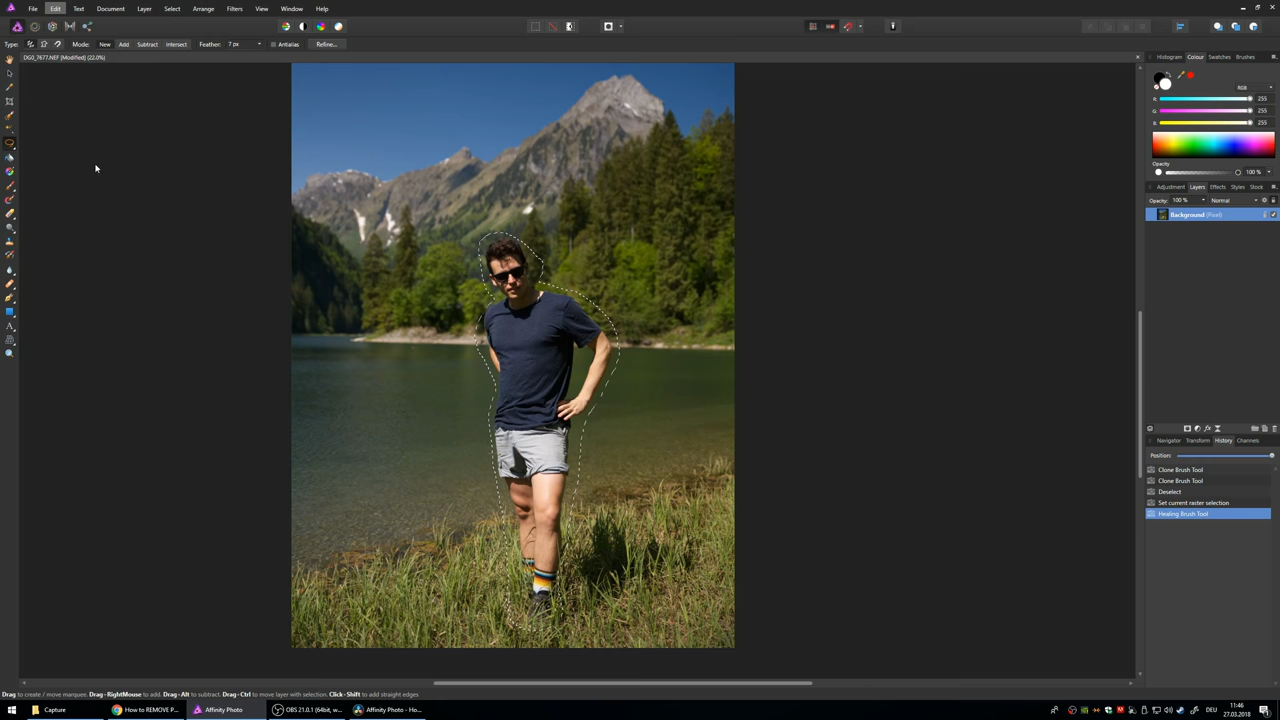 File Edit Text Document Layer Select Arrange Filters View Window Help
Type: Mode: New Add Subtract Intersect Feather: 7 px Antialias Refine...
DG0_7677.NEF [Modified] (22.0%)
Histogram Colour Swatches Brushes
RGB
R: 255
G: 255
B: 255
Opacity
100 %
Adjustment Layers Effects Styles Stock
Opacity: 100 % Normal
Background (Pixel)
Navigator Transform History Channels
Position:
Clone Brush Tool
Clone Brush Tool
Deselect
Set current raster selection
Healing Brush Tool
Drag to create / move marquee. Drag+RightMouse to add. Drag+Alt to subtract. Drag+Ctrl to move layer with selection. Click+Shift to add straight edges
Capture How to REMOVE P... Affinity Photo OBS 21.0.1 (64bit, w... Affinity Photo - Ho... DEU 11:46
27.03.2018